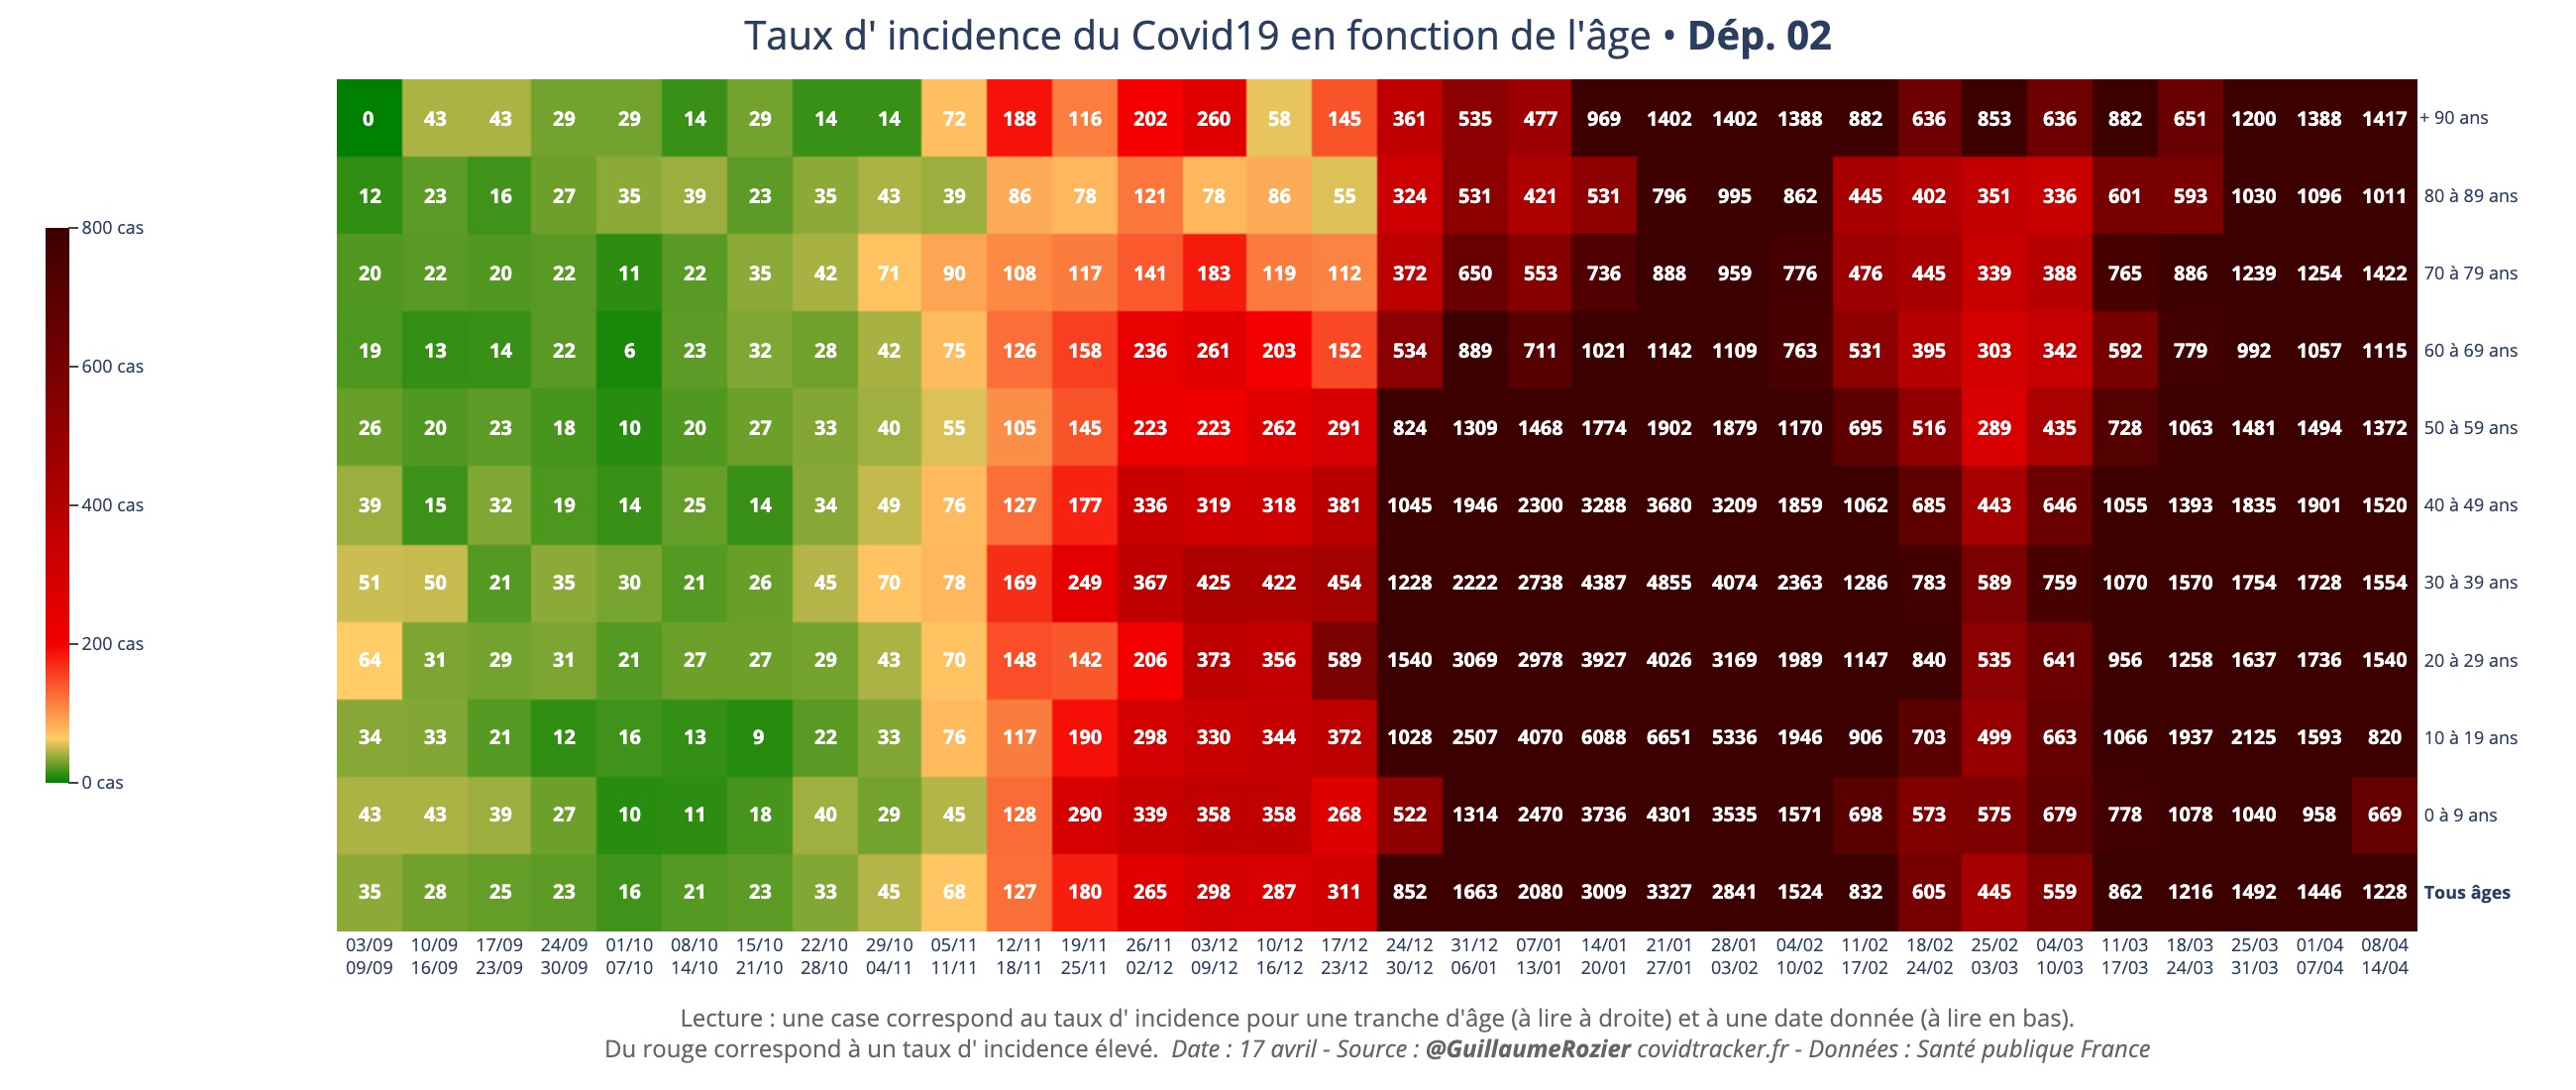 Taux d' incidence du Covid19 en fonction de l'âge • Dép. 02
800 cas
600 cas
400 cas
200 cas
0 cas
0 43 43 29 29 14 29 14 14 72 188 116 202 260 58 145 361 535 477 969 1402 1402 1388 882 636 853 636 882 651 1200 1388 1417 + 90 ans
12 23 16 27 35 39 23 35 43 39 86 78 121 78 86 55 324 531 421 531 796 995 862 445 402 351 336 601 593 1030 1096 1011 80 à 89 ans
20 22 20 22 11 22 35 42 71 90 108 117 141 183 119 112 372 650 553 736 888 959 776 476 445 339 388 765 886 1239 1254 1422 70 à 79 ans
19 13 14 22 6 23 32 28 42 75 126 158 236 261 203 152 534 889 711 1021 1142 1109 763 531 395 303 342 592 779 992 1057 1115 60 à 69 ans
26 20 23 18 10 20 27 33 40 55 105 145 223 223 262 291 824 1309 1468 1774 1902 1879 1170 695 516 289 435 728 1063 1481 1494 1372 50 à 59 ans
39 15 32 19 14 25 14 34 49 76 127 177 336 319 318 381 1045 1946 2300 3288 3680 3209 1859 1062 685 443 646 1055 1393 1835 1901 1520 40 à 49 ans
51 50 21 35 30 21 26 45 70 78 169 249 367 425 422 454 1228 2222 2738 4387 4855 4074 2363 1286 783 589 759 1070 1570 1754 1728 1554 30 à 39 ans
64 31 29 31 21 27 27 29 43 70 148 142 206 373 356 589 1540 3069 2978 3927 4026 3169 1989 1147 840 535 641 956 1258 1637 1736 1540 20 à 29 ans
34 33 21 12 16 13 9 22 33 76 117 190 298 330 344 372 1028 2507 4070 6088 6651 5336 1946 906 703 499 663 1066 1937 2125 1593 820 10 à 19 ans
43 43 39 27 10 11 18 40 29 45 128 290 339 358 358 268 522 1314 2470 3736 4301 3535 1571 698 573 575 679 778 1078 1040 958 669 0 à 9 ans
35 28 25 23 16 21 23 33 45 68 127 180 265 298 287 311 852 1663 2080 3009 3327 2841 1524 832 605 445 559 862 1216 1492 1446 1228 Tous âges
03/09 10/09 17/09 24/09 01/10 08/10 15/10 22/10 29/10 05/11 12/11 19/11 26/11 03/12 10/12 17/12 24/12 31/12 07/01 14/01 21/01 28/01 04/02 11/02 18/02 25/02 04/03 11/03 18/03 25/03 01/04 08/04
09/09 16/09 23/09 30/09 07/10 14/10 21/10 28/10 04/11 11/11 18/11 25/11 02/12 09/12 16/12 23/12 30/12 06/01 13/01 20/01 27/01 03/02 10/02 17/02 24/02 03/03 10/03 17/03 24/03 31/03 07/04 14/04
Lecture : une case correspond au taux d' incidence pour une tranche d'âge (à lire à droite) et à une date donnée (à lire en bas).
Du rouge correspond à un taux d' incidence élevé. Date : 17 avril - Source : @GuillaumeRozier covidtracker.fr - Données : Santé publique France